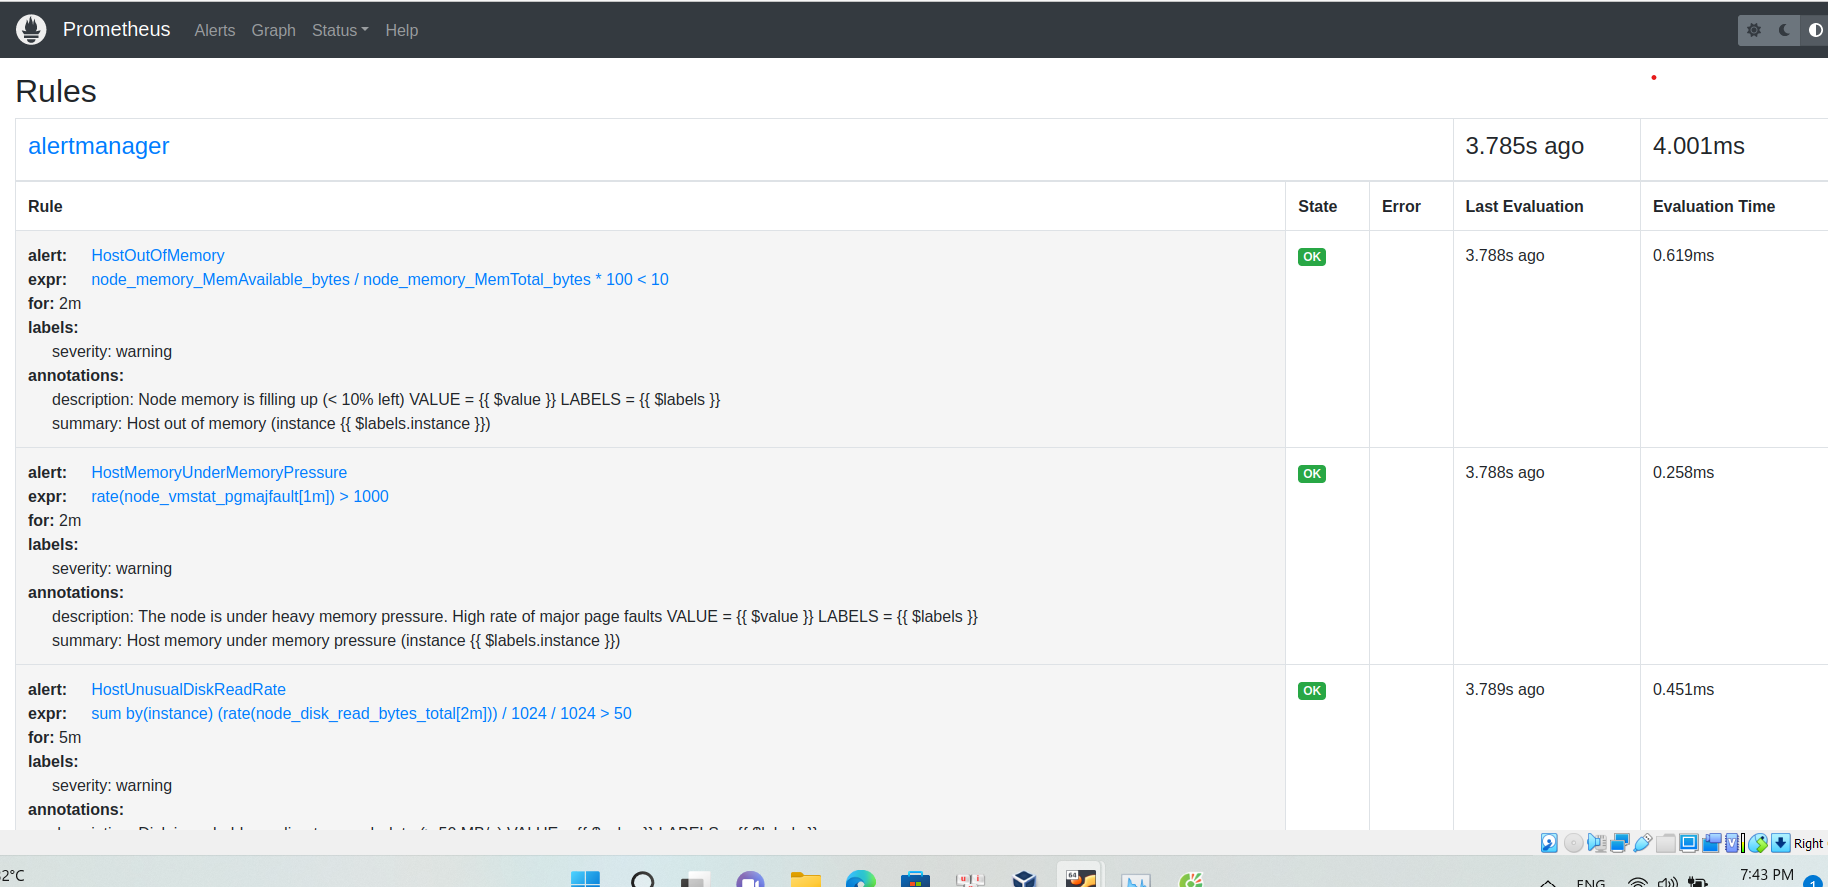 Prometheus Alerts Graph Status Help
Rules
alertmanager 3.785s ago 4.001ms
Rule State Error Last Evaluation Evaluation Time
alert: HostOutOfMemory OK 3.788s ago 0.619ms
expr: node_memory_MemAvailable_bytes / node_memory_MemTotal_bytes * 100 < 10
for: 2m
labels:
severity: warning
annotations:
description: Node memory is filling up (< 10% left) VALUE = {{ $value }} LABELS = {{ $labels }}
summary: Host out of memory (instance {{ $labels.instance }})
alert: HostMemoryUnderMemoryPressure OK 3.788s ago 0.258ms
expr: rate(node_vmstat_pgmajfault[1m]) > 1000
for: 2m
labels:
severity: warning
annotations:
description: The node is under heavy memory pressure. High rate of major page faults VALUE = {{ $value }} LABELS = {{ $labels }}
summary: Host memory under memory pressure (instance {{ $labels.instance }})
alert: HostUnusualDiskReadRate OK 3.789s ago 0.451ms
expr: sum by(instance) (rate(node_disk_read_bytes_total[2m])) / 1024 / 1024 > 50
for: 5m
labels:
severity: warning
annotations:
Right
2°C
64
ENG
7:43 PM
1